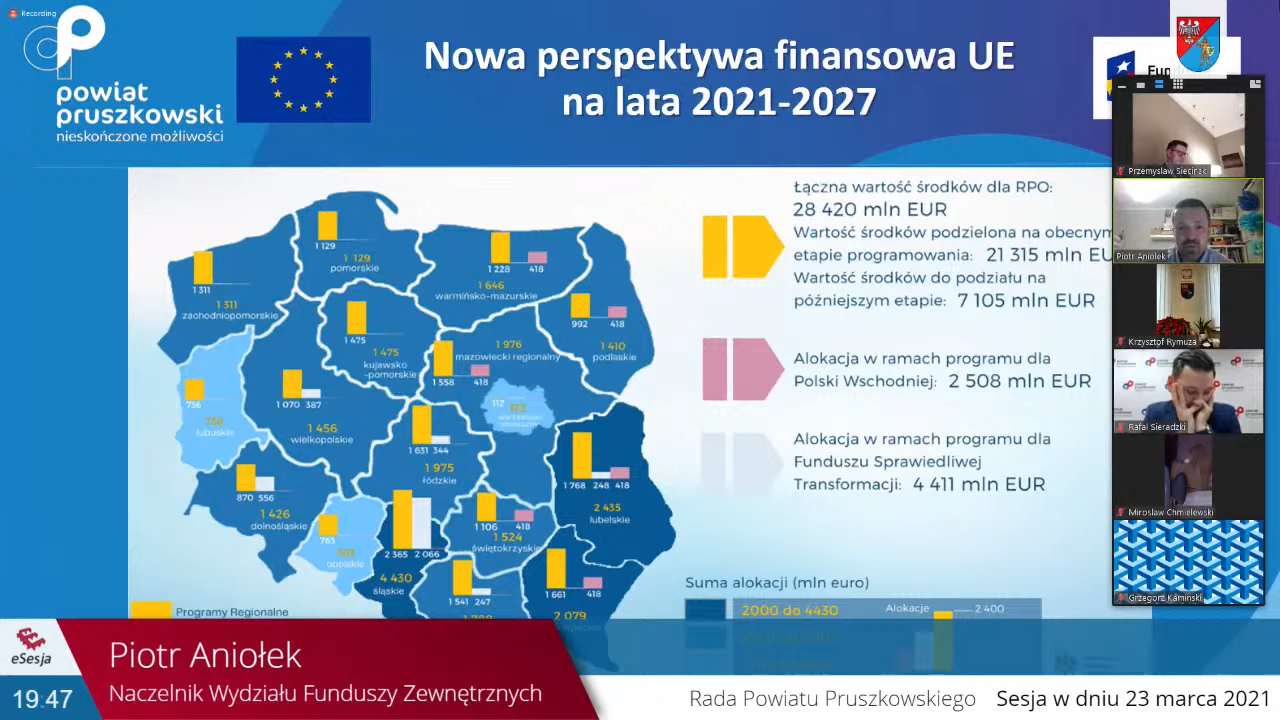 Recording
powiat
pruszkowski
nieskończone możliwości
Nowa perspektywa finansowa UE
na lata 2021-2027
Łączna wartość środków dla RPO:
28 420 mln EUR
Wartość środków podzielona na obecnym
etapie programowania: 21 315 mln EU
Wartość środków do podziału na
późniejszym etapie: 7 105 mln EUR
Alokacja w ramach programu dla
Polski Wschodniej: 2 508 mln EUR
Alokacja w ramach programu dla
Funduszu Sprawiedliwej
Transformacji: 4 411 mln EUR
Suma alokacji (mln euro)
2000 do 4430
Alokacje
2 400
1 311
1 311
zachodniopomorskie
1 129
1 129
pomorskie
1 228 418
1 646
warmińsko-mazurskie
992 418
1 410
podlaskie
1 475
1 475
kujawsko
-pomorskie
1 976
mazowiecki regionalny
1 558 418
112
736
lubuskie
1 070 387
1 456
wielkopolskie
1 631 344
1 975
łódzkie
1 768 248 418
2 435
lubelskie
870 556
1 426
dolnośląskie
763
opolskie
2 365 2 066
4 430
śląskie
1 106 418
1 524
świętokrzyskie
1 541 247
1 661 418
2 079
Programy Regionalne
Przemysław Siecinak
Piotr Aniołek
Krzysztof Rymuza
Rafał Sieradzki
Mirosław Chmielewski
Grzegorz Kamiński
eSesja
19:47
Piotr Aniołek
Naczelnik Wydziału Funduszy Zewnętrznych
Rada Powiatu Pruszkowskiego Sesja w dniu 23 marca 2021